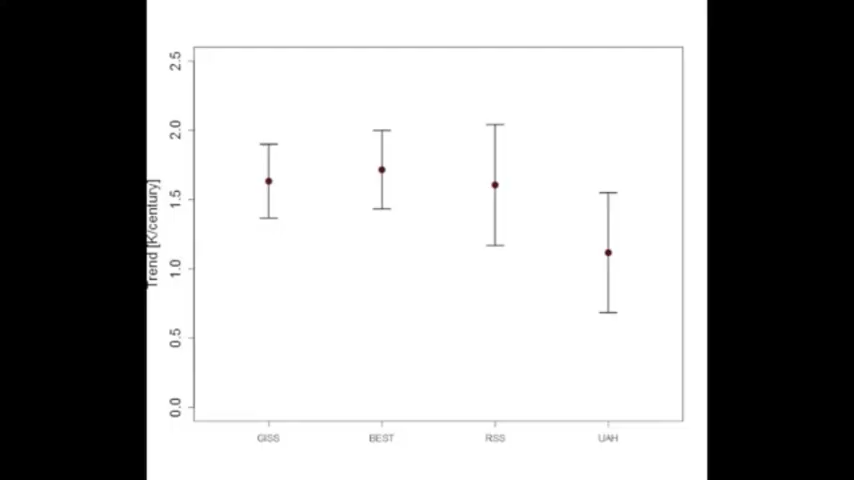 2.5
2.0
1.5
1.0
0.5
0.0
Trend [K/century]
GISS
BEST
RSS
UAH